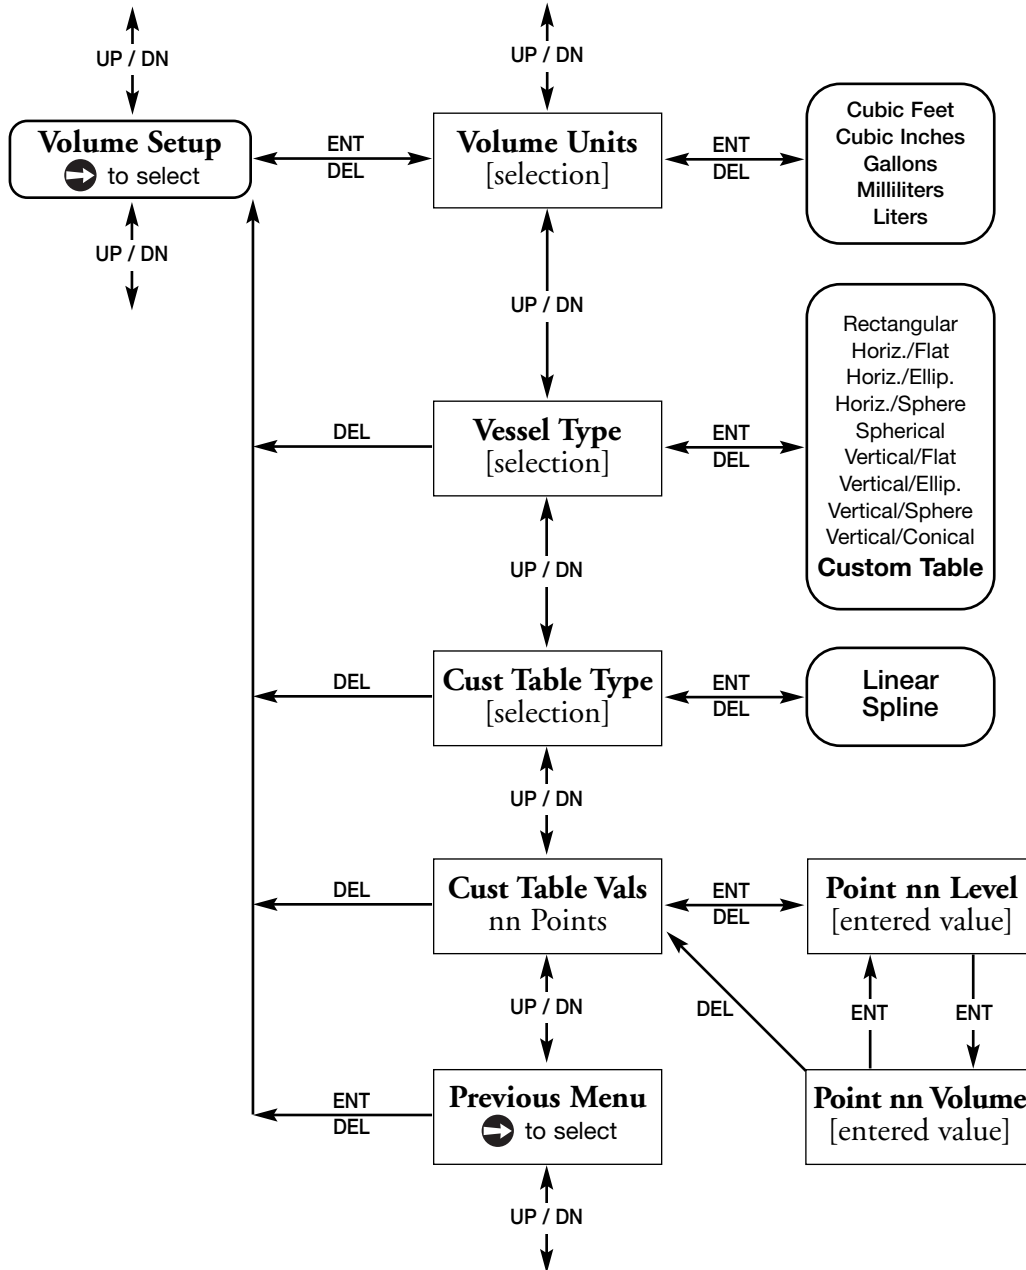 UP / DN
UP / DN
Volume Setup
to select
ENT
DEL
Volume Units
[selection]
ENT
DEL
Cubic Feet
Cubic Inches
Gallons
Milliliters
Liters
UP / DN
UP / DN
Rectangular
Horiz./Flat
Horiz./Ellip.
Horiz./Sphere
Spherical
Vertical/Flat
Vertical/Ellip.
Vertical/Sphere
Vertical/Conical
Custom Table
DEL
Vessel Type
[selection]
ENT
DEL
UP / DN
DEL
Cust Table Type
[selection]
ENT
DEL
Linear
Spline
UP / DN
DEL
Cust Table Vals
nn Points
ENT
DEL
Point nn Level
[entered value]
UP / DN
DEL
ENT
ENT
ENT
DEL
Previous Menu
to select
Point nn Volume
[entered value]
UP / DN